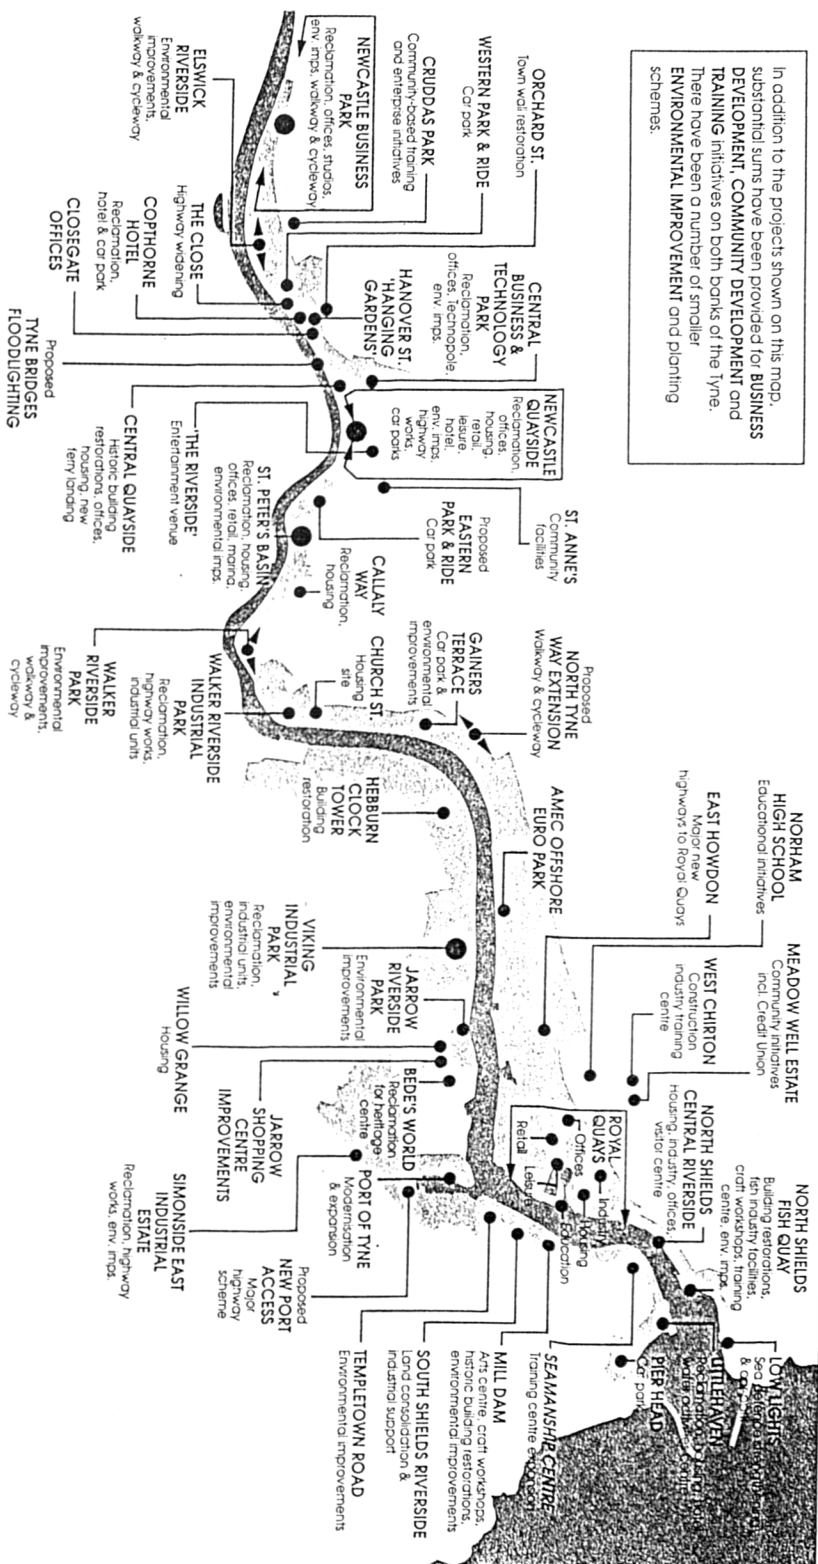 In addition to the projects shown on this map,
substantial sums have been provided for BUSINESS
DEVELOPMENT, COMMUNITY DEVELOPMENT and
TRAINING initiatives on both banks of the Tyne.
There have been a number of smaller
ENVIRONMENTAL IMPROVEMENT and planting
schemes.
ORCHARD ST.
Town wall restoration
WESTERN PARK & RIDE
Car park
CRUDDAS PARK
Community-based training
and enterprise initiatives
NEWCASTLE BUSINESS
PARK
Reclamation, offices, studios,
env. imps, walkway & cycleway
ELSWICK
RIVERSIDE
Environmental
improvements,
walkway & cycleway
CENTRAL
BUSINESS &
TECHNOLOGY
PARK
Reclamation,
offices, Technopole,
env. imps.
HANOVER ST.
'HANGING
GARDENS'
THE CLOSE
Highway widening
COPTHORNE
HOTEL
Reclamation,
hotel & car park
CLOSEGATE
OFFICES
Proposed
TYNE BRIDGES
FLOODLIGHTING
NEWCASTLE
QUAYSIDE
Reclamation,
offices,
housing,
retail,
leisure,
hotel,
env. imps,
highway
works,
car parks
CENTRAL QUAYSIDE
Historic building
restorations, offices,
housing, new
ferry landing
'THE RIVERSIDE'
Entertainment venue
ST. ANNE'S
Community
facilities
Proposed
EASTERN
PARK & RIDE
Car park
ST. PETER'S BASIN
Reclamation, housing,
offices, retail, marina,
environmental imps.
CALLALY
WAY
Reclamation,
housing
Proposed
NORTH TYNE
WAY EXTENSION
Walkway & cycleway
GAINERS
TERRACE
Car park &
environmental
improvements
CHURCH ST.
Housing
site
WALKER RIVERSIDE
INDUSTRIAL
PARK
Reclamation,
highway works,
industrial units
WALKER
RIVERSIDE
PARK
Environmental
improvements,
walkway &
cycleway
HEBBURN
CLOCK
TOWER
Building
restoration
AMEC OFFSHORE
EURO PARK
NORHAM
HIGH SCHOOL
Educational initiatives
EAST HOWDON
Major new
highways to Royal Quays
MEADOW WELL ESTATE
Community initiatives
incl. Credit Union
WEST CHIRTON
Construction
industry training
centre
VIKING
INDUSTRIAL
PARK
Reclamation,
industrial units,
environmental
improvements
JARROW
RIVERSIDE
PARK
Environmental
improvements
WILLOW GRANGE
Housing
BEDE'S WORLD
Reclamation
for heritage
centre
JARROW
SHOPPING
CENTRE
IMPROVEMENTS
ROYAL
QUAYS
Offices
Retail
Leisure
Industry
Housing
Education
NORTH SHIELDS
CENTRAL RIVERSIDE
Housing, industry, offices,
visitor centre
NORTH SHIELDS
FISH QUAY
Building restorations,
fish industry facilities,
craft workshops, training
centre, env. imps.
PORT OF TYNE
Modernisation
& expansion
SIMONSIDE EAST
INDUSTRIAL
ESTATE
Reclamation, highway
works, env. imps.
Proposed
NEW PORT
ACCESS
Major
highway
scheme
LOW LIGHTS
Sea
LITTLEHAVEN
PIER HEAD
Car park
SEAMANSHIP CENTRE
Training centre expansion
MILL DAM
Arts centre, craft workshops,
historic building restorations,
environmental improvements
SOUTH SHIELDS RIVERSIDE
Land consolidation &
industrial support
TEMPLETOWN ROAD
Environmental improvements